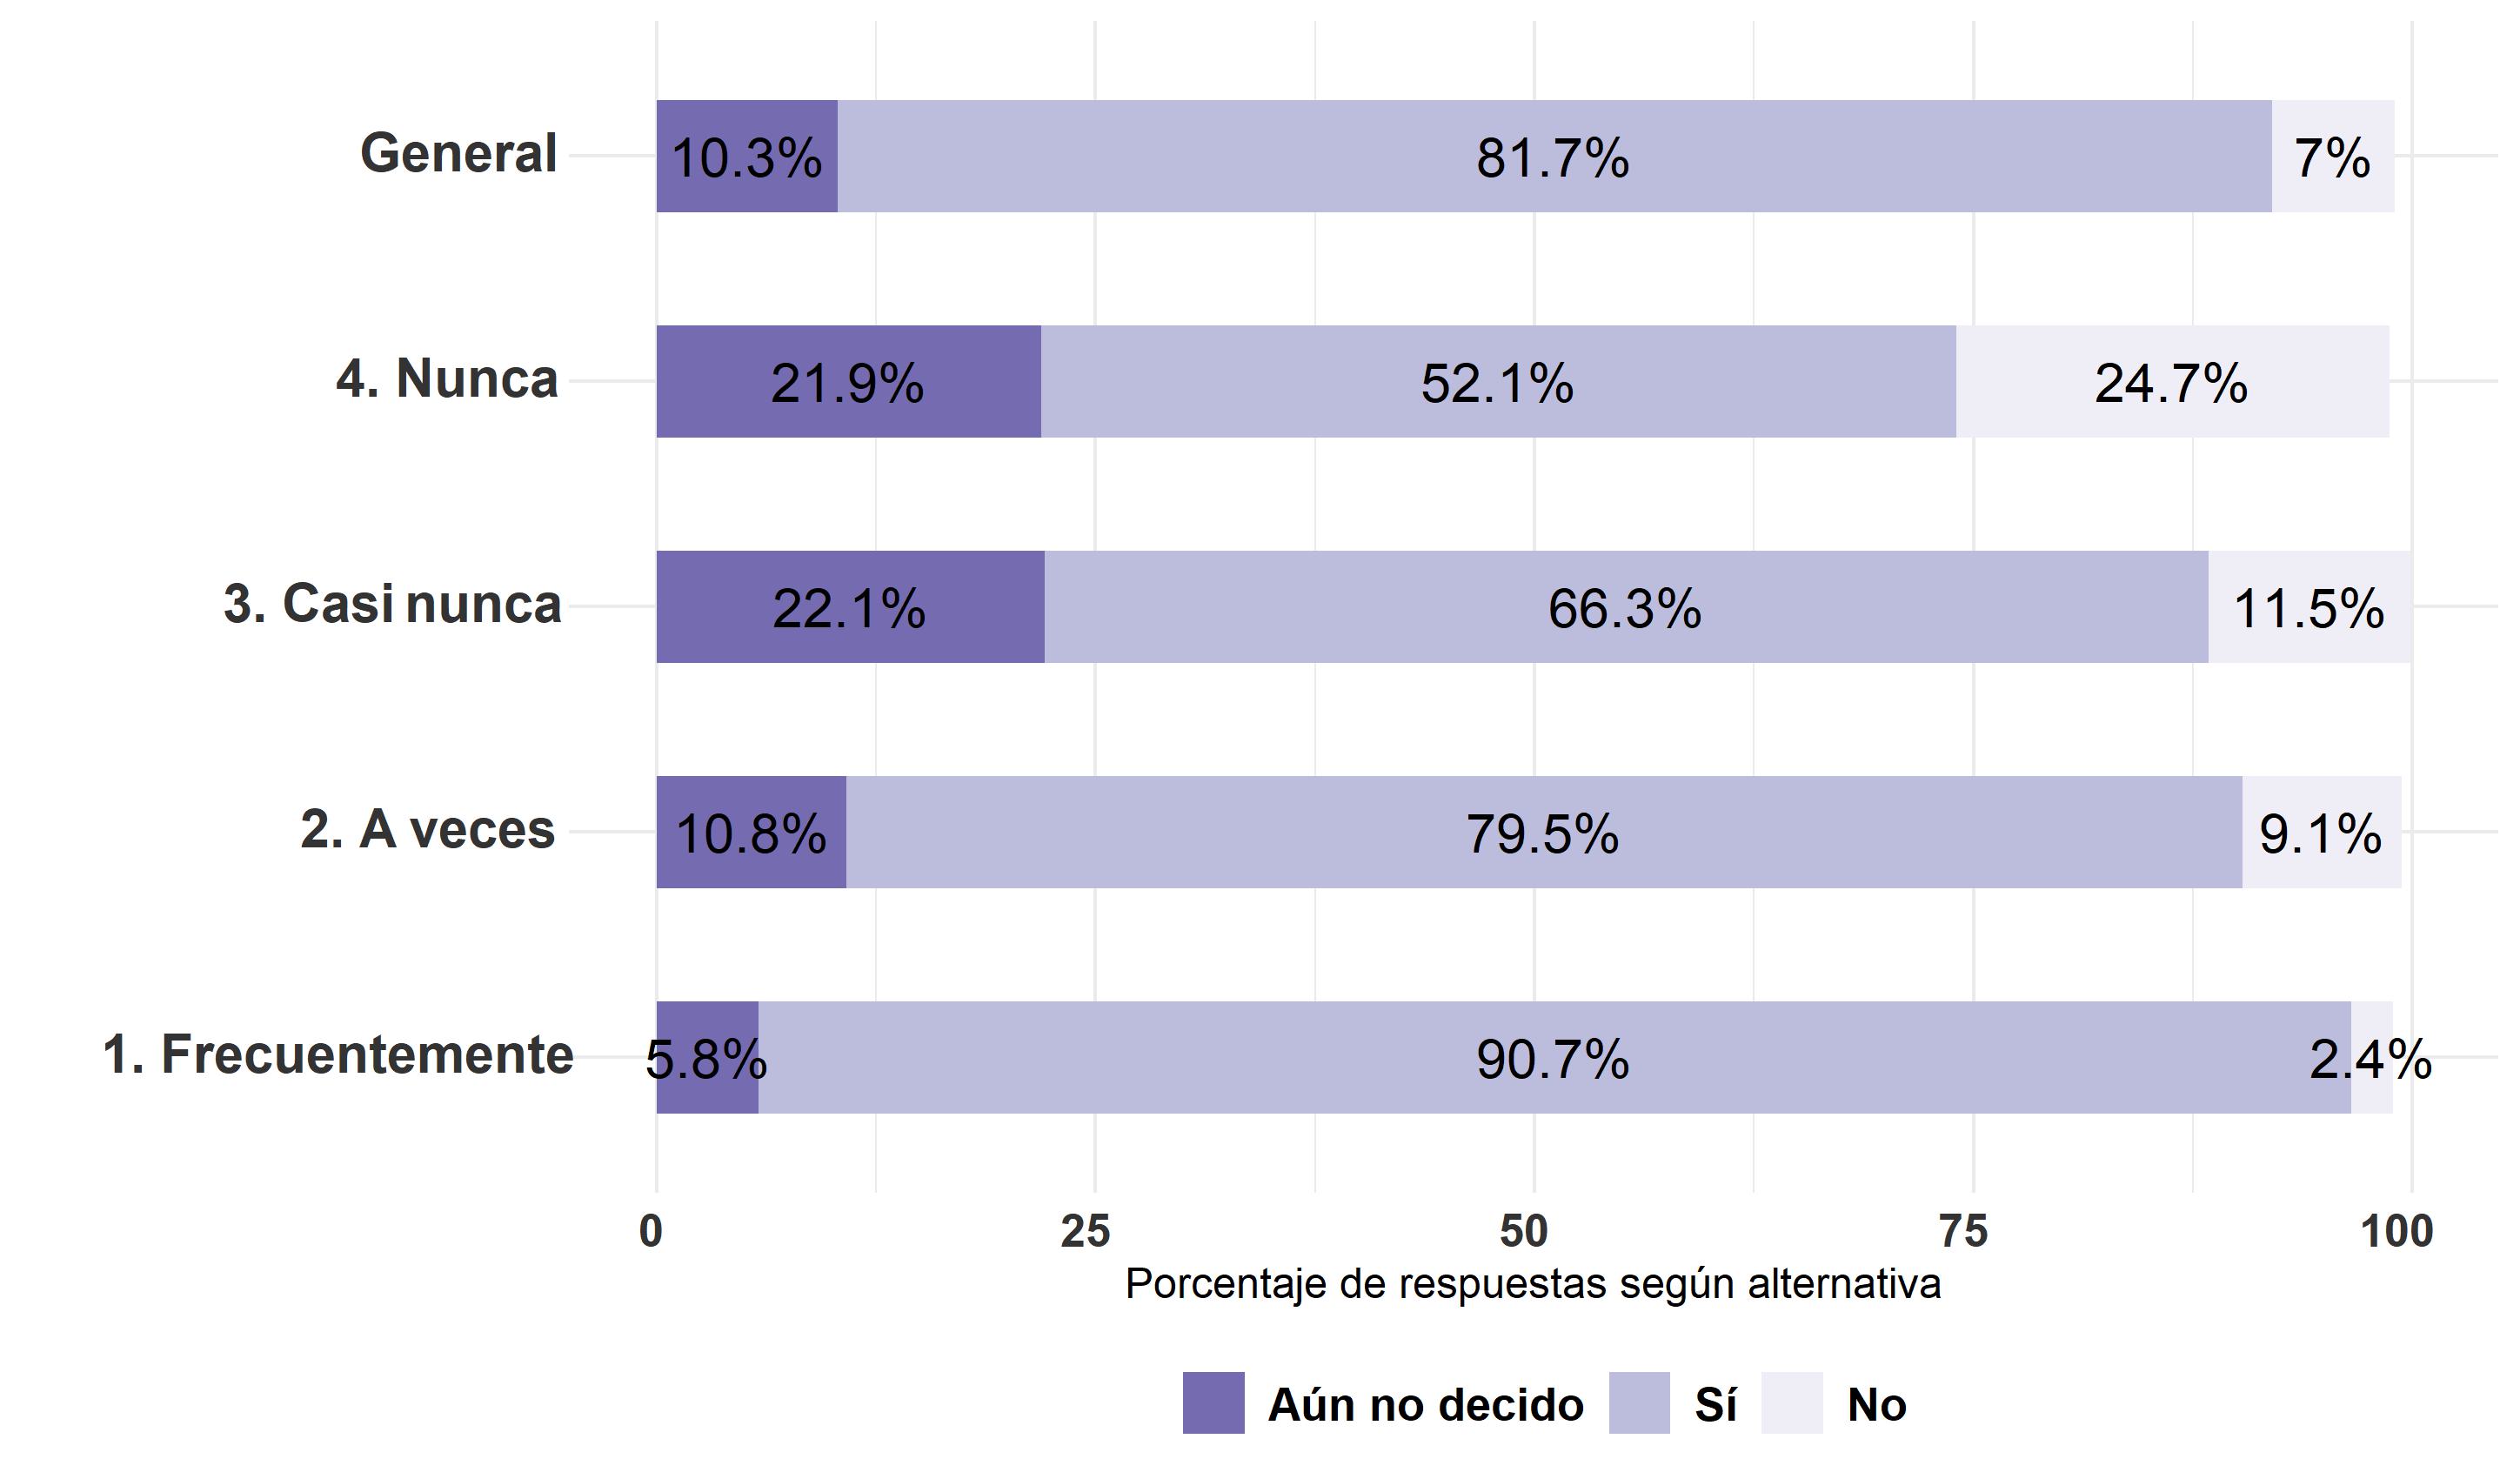 General 10.3% 81.7% 7%
4. Nunca 21.9% 52.1% 24.7%
3. Casi nunca 22.1% 66.3% 11.5%
2. A veces 10.8% 79.5% 9.1%
1. Frecuentemente 5.8% 90.7% 2.4%
0 25 50 75 100
Porcentaje de respuestas según alternativa
Aún no decido Sí No